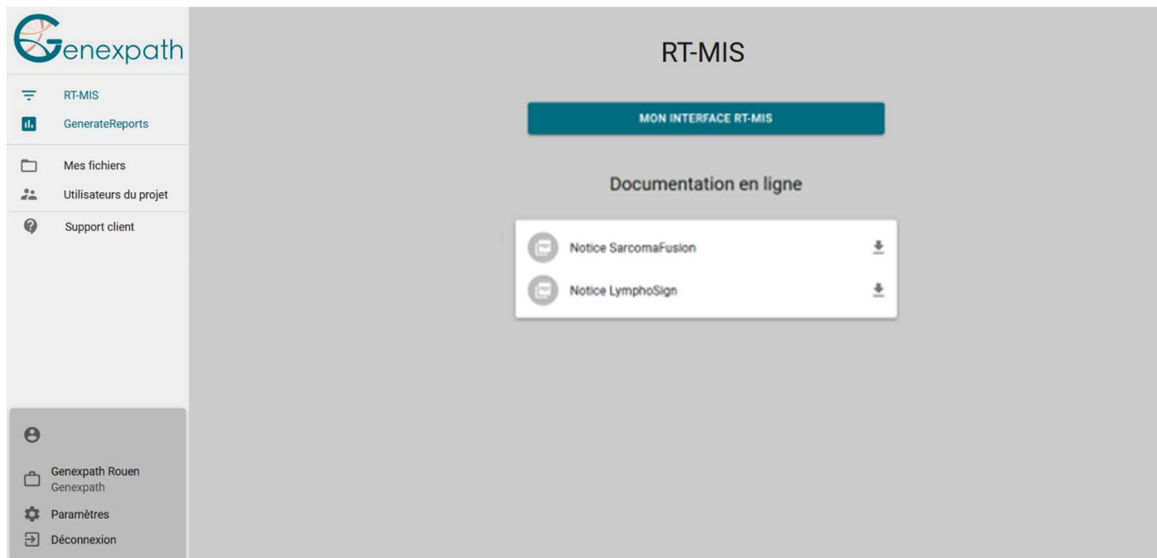 Genexpath
RT-MIS
GenerateReports
Mes fichiers
Utilisateurs du projet
Support client
Genexpath Rouen
Genexpath
Paramètres
Déconnexion
RT-MIS
MON INTERFACE RT-MIS
Documentation en ligne
Notice SarcomaFusion
Notice LymphoSign